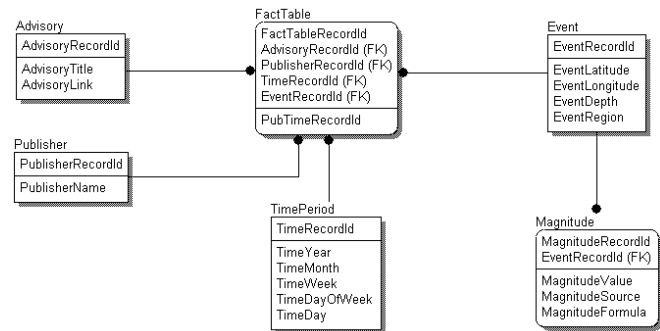 Advisory
AdvisoryRecordId
AdvisoryTitle
AdvisoryLink
FactTable
FactTableRecordId
AdvisoryRecordId (FK)
PublisherRecordId (FK)
TimeRecordId (FK)
EventRecordId (FK)
PubTimeRecordId
Event
EventRecordId
EventLatitude
EventLongitude
EventDepth
EventRegion
Publisher
PublisherRecordId
PublisherName
TimePeriod
TimeRecordId
TimeYear
TimeMonth
TimeWeek
TimeDayOfWeek
TimeDay
Magnitude
MagnitudeRecordId
EventRecordId (FK)
MagnitudeValue
MagnitudeSource
MagnitudeFormula